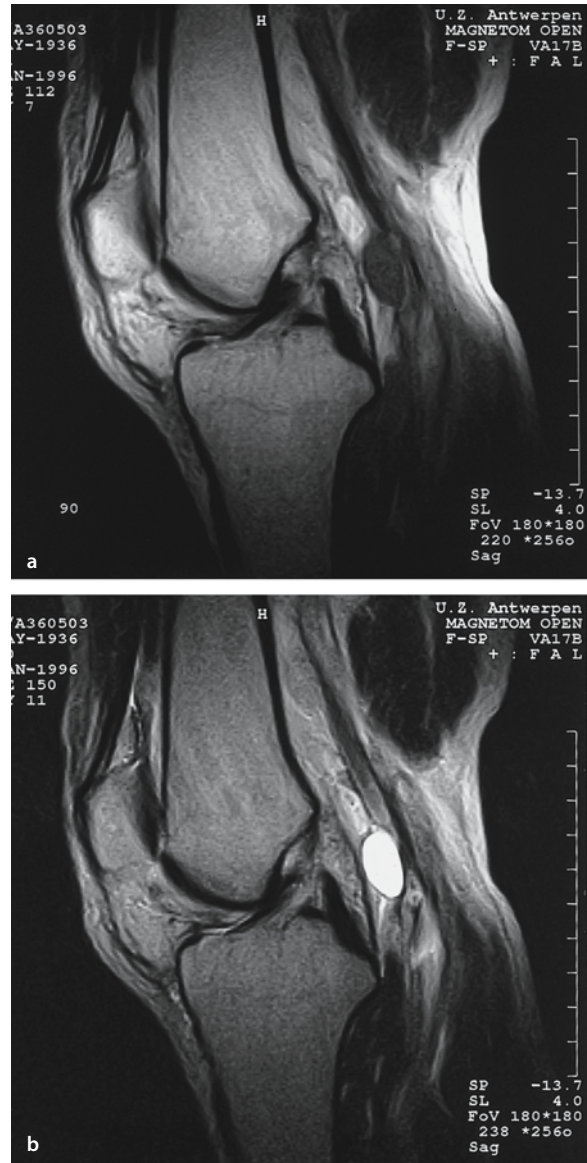 H
U.Z. Antwerpen
MAGNETOM OPEN
F-SP VA17B
+ : F A L
A360503
AY-1936
AN-1996
112
7
90
SP -13.7
SL 4.0
FoV 180*180
220 *256o
Sag
a
H
U.Z. Antwerpen
MAGNETOM OPEN
F-SP VA17B
+ : F A L
A360503
AY-1936
AN-1996
150
11
SP -13.7
SL 4.0
FoV 180*180
238 *256o
Sag
b